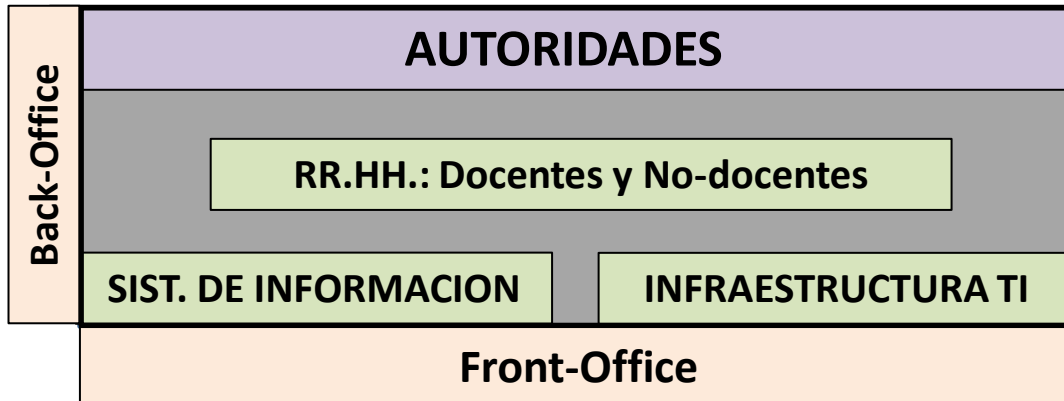 Back-Office
AUTORIDADES
RR.HH.: Docentes y No-docentes
SIST. DE INFORMACION
INFRAESTRUCTURA TI
Front-Office